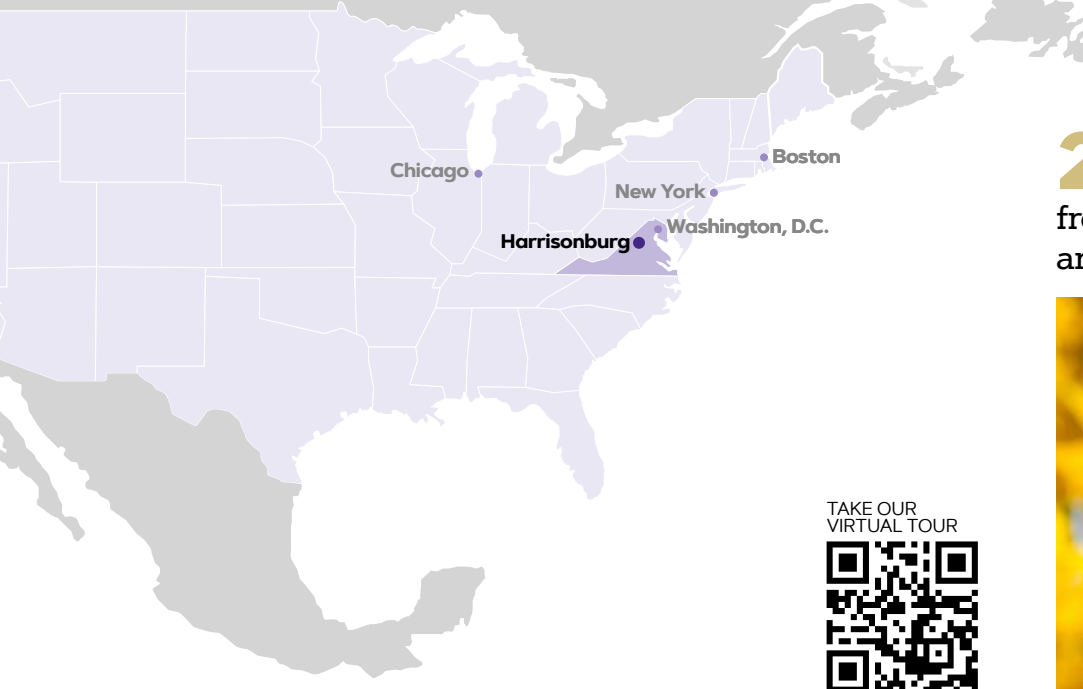 Boston
Chicago
New York
Washington, D.C.
Harrisonburg
TAKE OUR
VIRTUAL TOUR